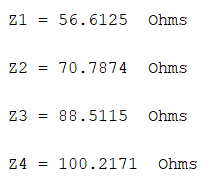 Z1 = 56.6125  Ohms
Z2 = 70.7874  Ohms
Z3 = 88.5115  Ohms
Z4 = 100.2171  Ohms